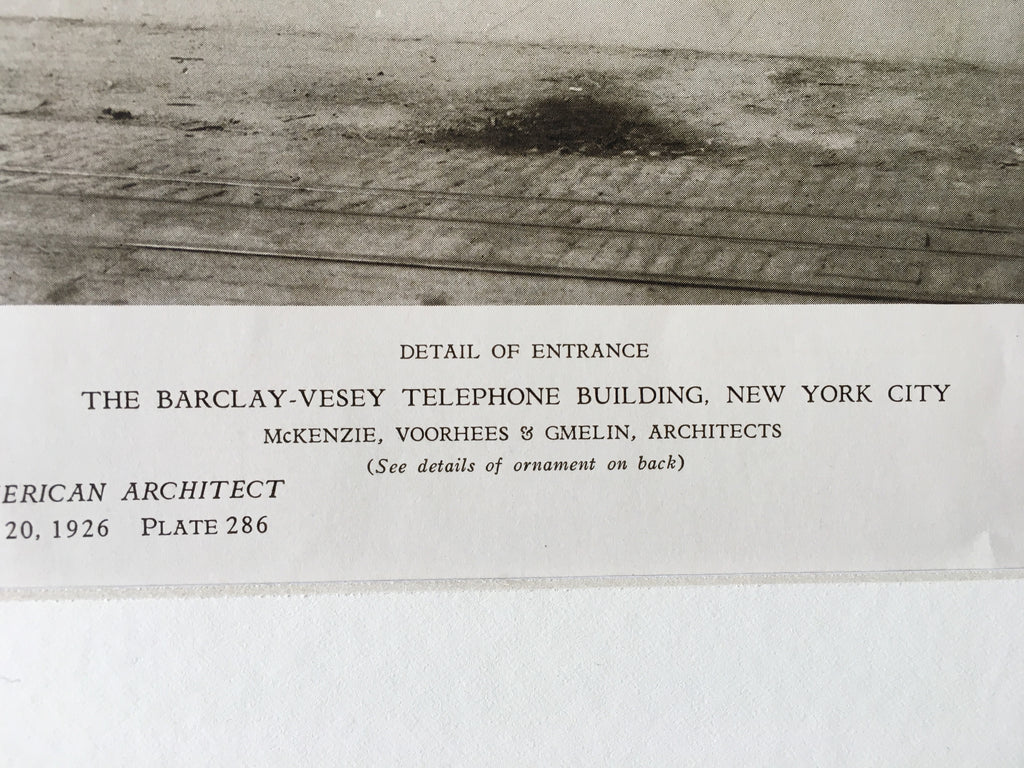 DETAIL OF ENTRANCE
THE BARCLAY-VESEY TELEPHONE BUILDING, NEW YORK CITY
McKENZIE, VOORHEES & GMELIN, ARCHITECTS
(See details of ornament on back)
ERICAN ARCHITECT
20, 1926 PLATE 286